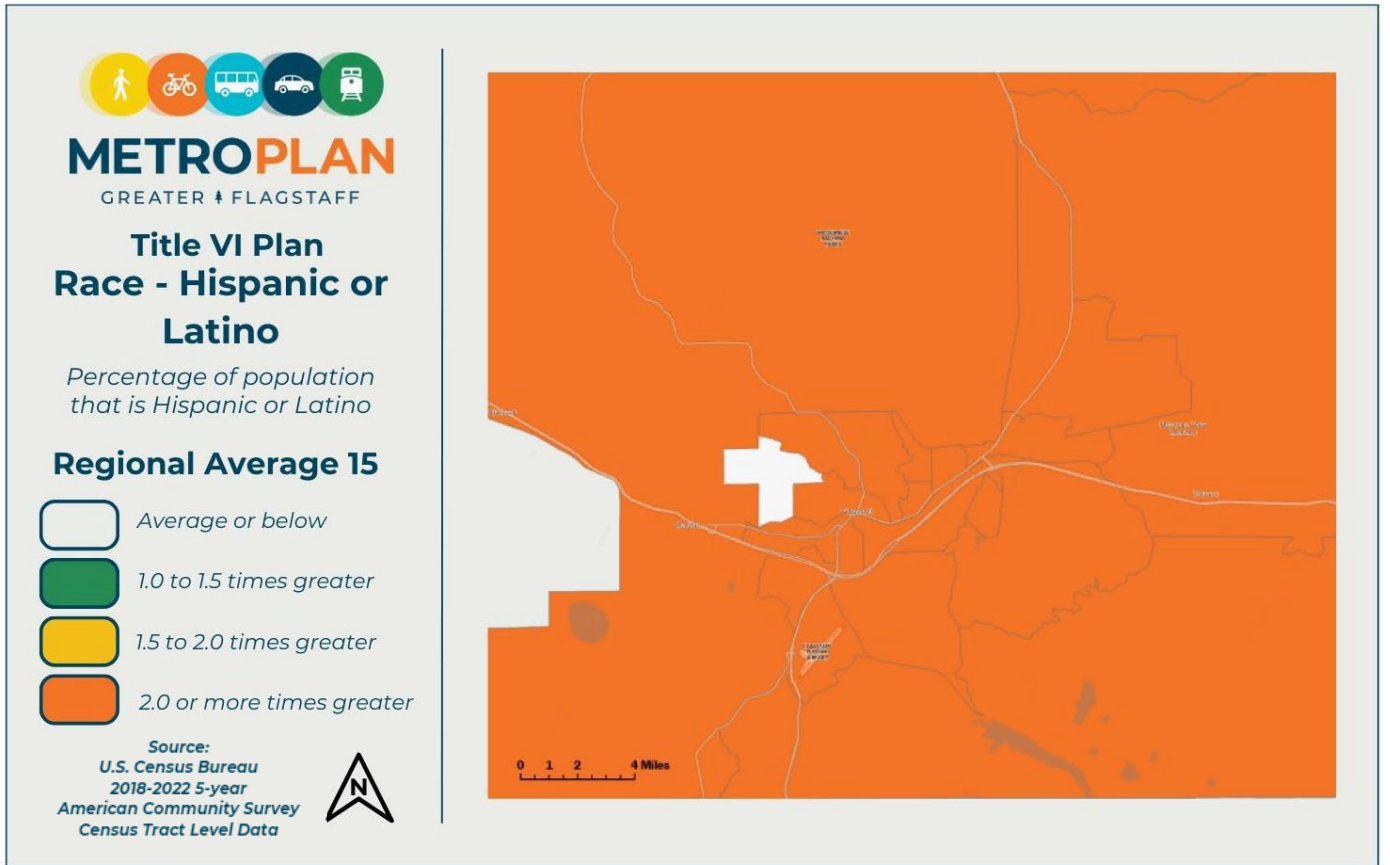 METROPLAN
GREATER FLAGSTAFF
Title VI Plan
Race - Hispanic or
Latino
Percentage of population
that is Hispanic or Latino
Regional Average 15
Average or below
1.0 to 1.5 times greater
1.5 to 2.0 times greater
2.0 or more times greater
Source:
U.S. Census Bureau
2018-2022 5-year
American Community Survey
Census Tract Level Data
N
0 1 2 4 Miles